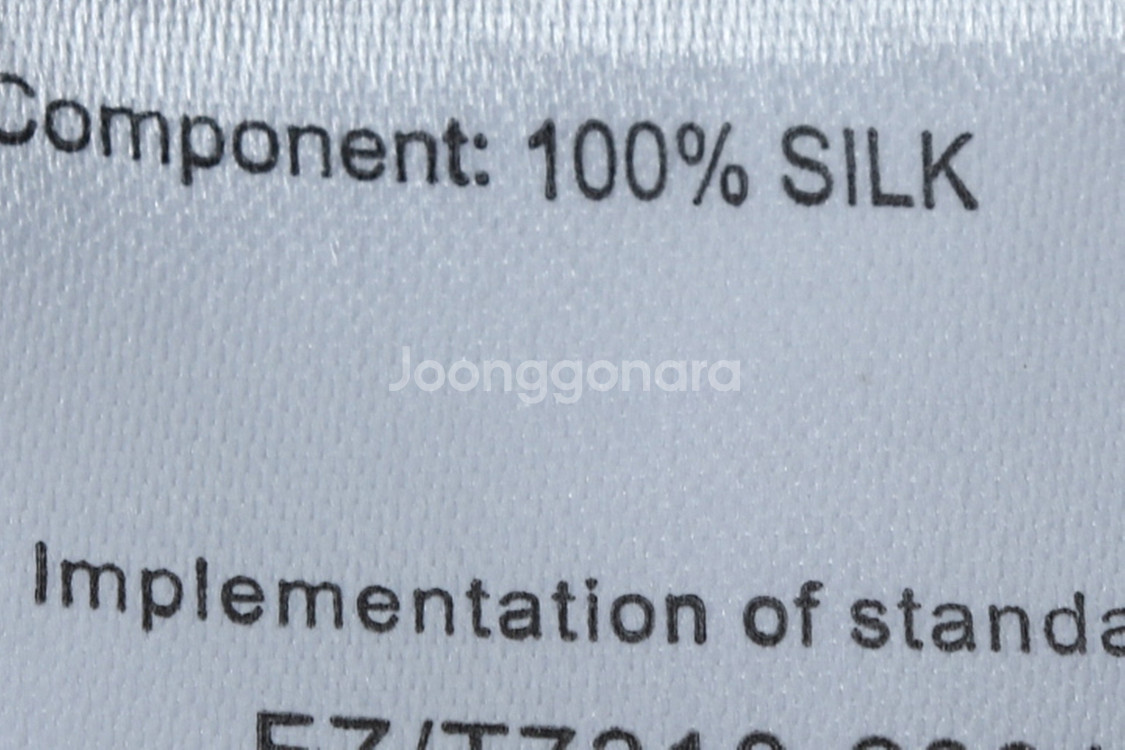 Component: 100% SILK
Joonggonara
Implementation of standa